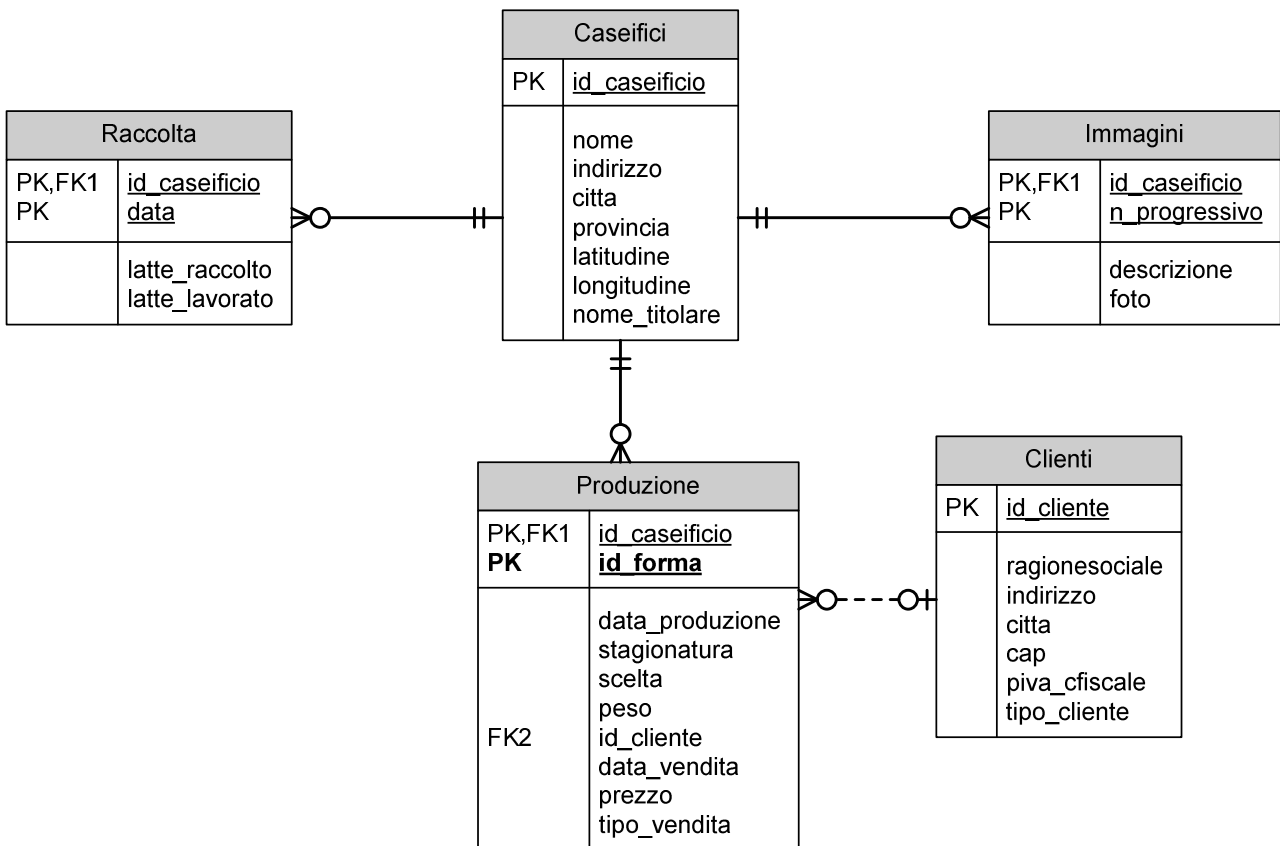 Caseifici
PK id_caseificio
nome
indirizzo
citta
provincia
latitudine
longitudine
nome_titolare
Raccolta
PK,FK1 id_caseificio
PK data
latte_raccolto
latte_lavorato
Immagini
PK,FK1 id_caseificio
PK n_progressivo
descrizione
foto
Produzione
PK,FK1 id_caseificio
PK id_forma
data_produzione
stagionatura
scelta
peso
FK2 id_cliente
data_vendita
prezzo
tipo_vendita
Clienti
PK id_cliente
ragionesociale
indirizzo
citta
cap
piva_cfiscale
tipo_cliente